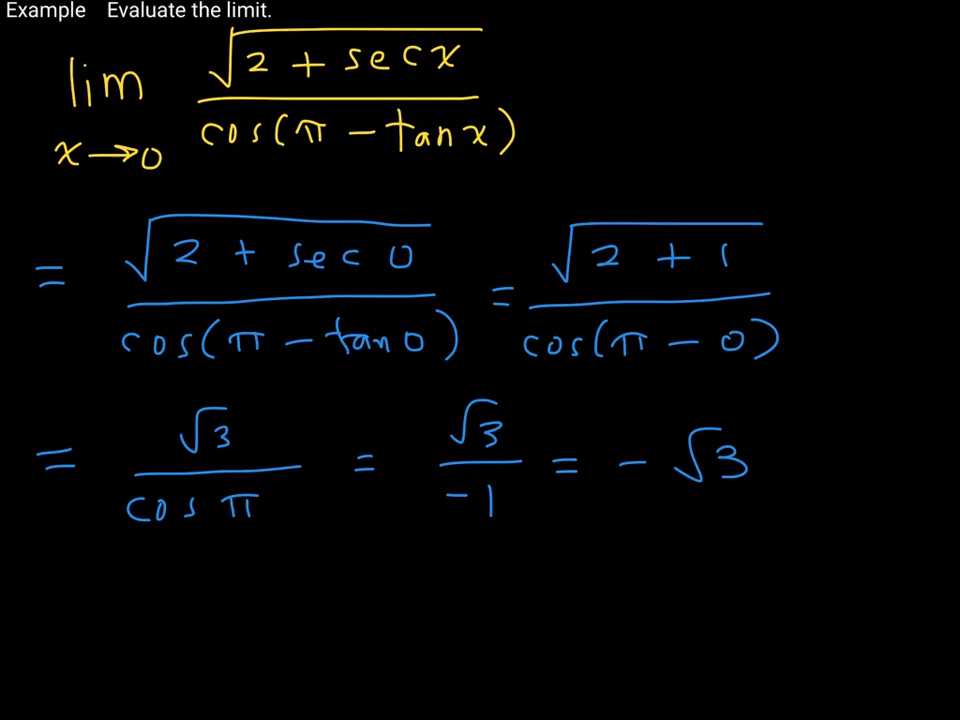 Example Evaluate the limit.
lim x→0 √(2 + sec x) / cos(π − tan x)
= √(2 + sec 0) / cos(π − tan 0) = √(2 + 1) / cos(π − 0)
= √3 / cos π = √3 / −1 = − √3